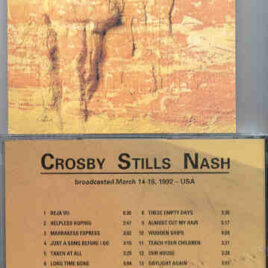 CROSBY STILLS NASH
broadcasted March 14-15, 1992 – USA
1 DEJA VU
2 HELPLESS HOPING
3 MARRAKESH EXPRESS
4 JUST A SONG BEFORE I GO
5 TAKEN AT ALL
6 LONG TIME GONE
8 THESE EMPTY DAYS
9 ALMOST CUT MY HAIR
10 WOODEN SHIPS
11 TEACH YOUR CHILDREN
12 OUR HOUSE
13 DAYLIGHT AGAIN